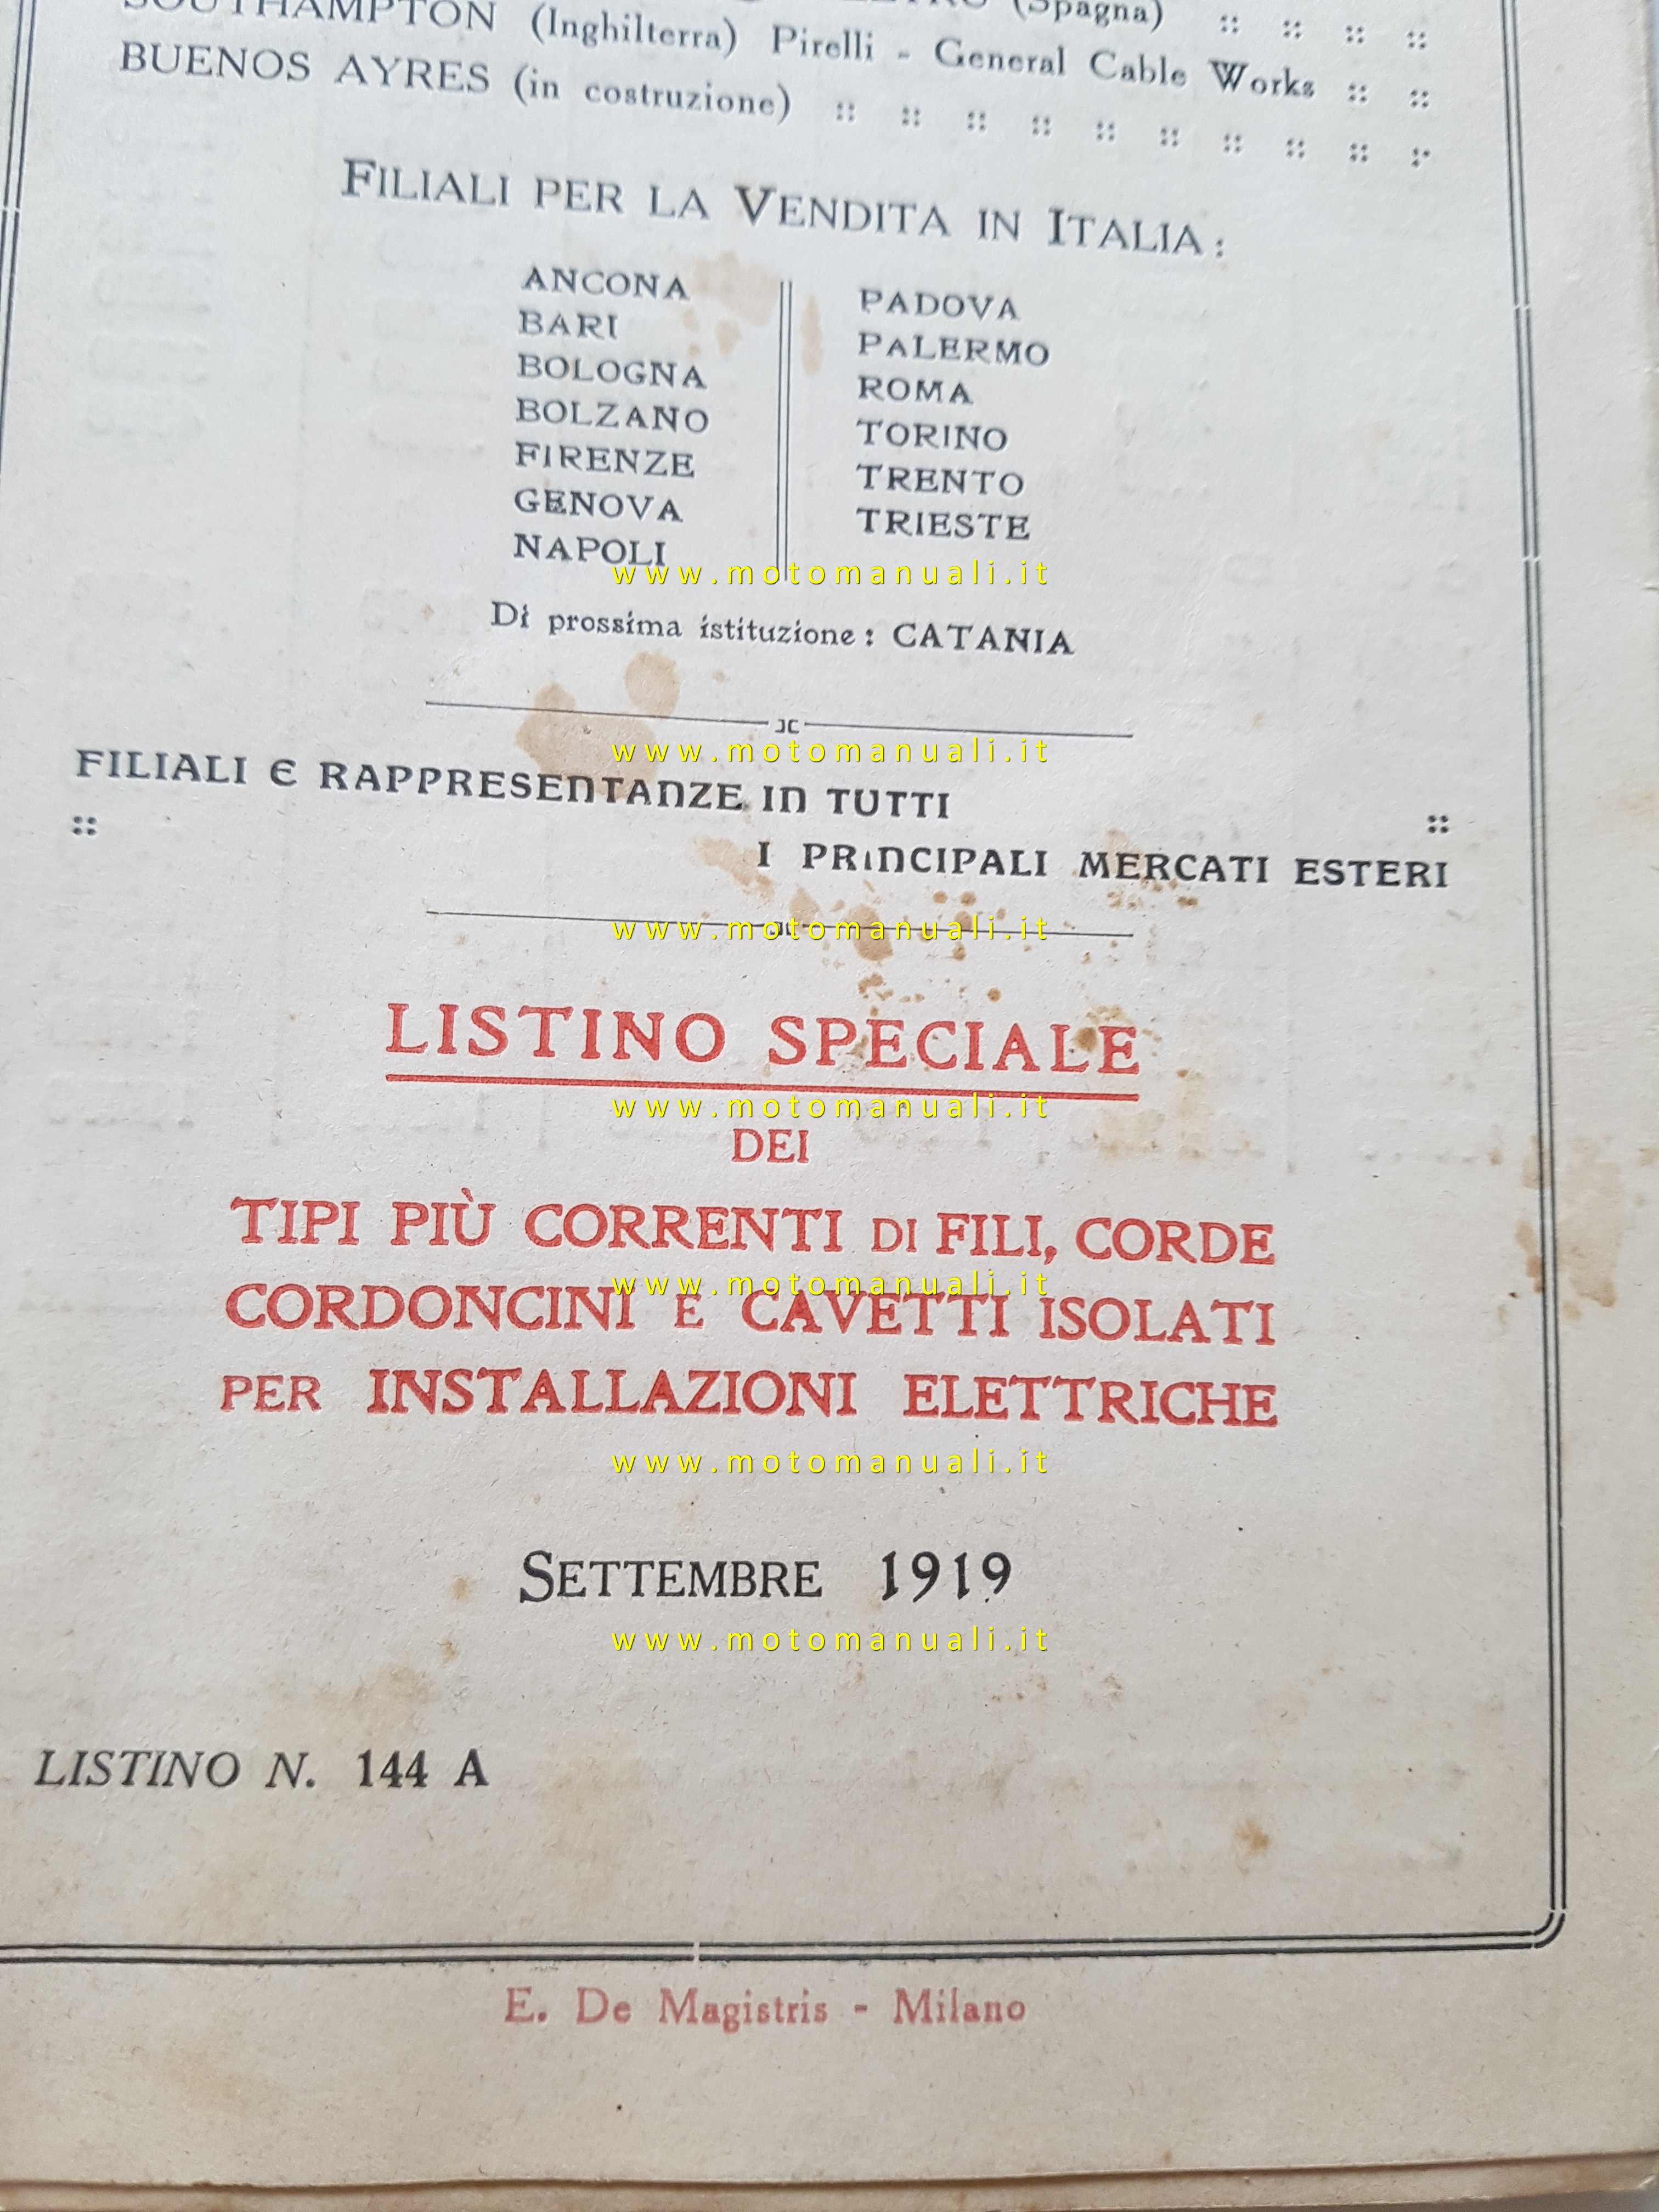 (Spagna) :: :: :: ::
SOUTHAMPTON (Inghilterra) Pirelli - General Cable Works :: ::
BUENOS AYRES (in costruzione) :: :: :: :: :: :: :: :: :: ::
FILIALI PER LA VENDITA IN ITALIA:
ANCONA
BARI
BOLOGNA
BOLZANO
FIRENZE
GENOVA
NAPOLI
PADOVA
PALERMO
ROMA
TORINO
TRENTO
TRIESTE
www.motomanuali.it
Di prossima istituzione: CATANIA
www.motomanuali.it
FILIALI E RAPPRESENTANZE IN TUTTI
:: ::
I PRINCIPALI MERCATI ESTERI
www.motomanuali.it
LISTINO SPECIALE
www.motomanuali.it
DEI
TIPI PIÙ CORRENTI DI FILI, CORDE
www.motomanuali.it
CORDONCINI E CAVETTI ISOLATI
PER INSTALLAZIONI ELETTRICHE
www.motomanuali.it
SETTEMBRE 1919
www.motomanuali.it
LISTINO N. 144 A
E. De Magistris - Milano